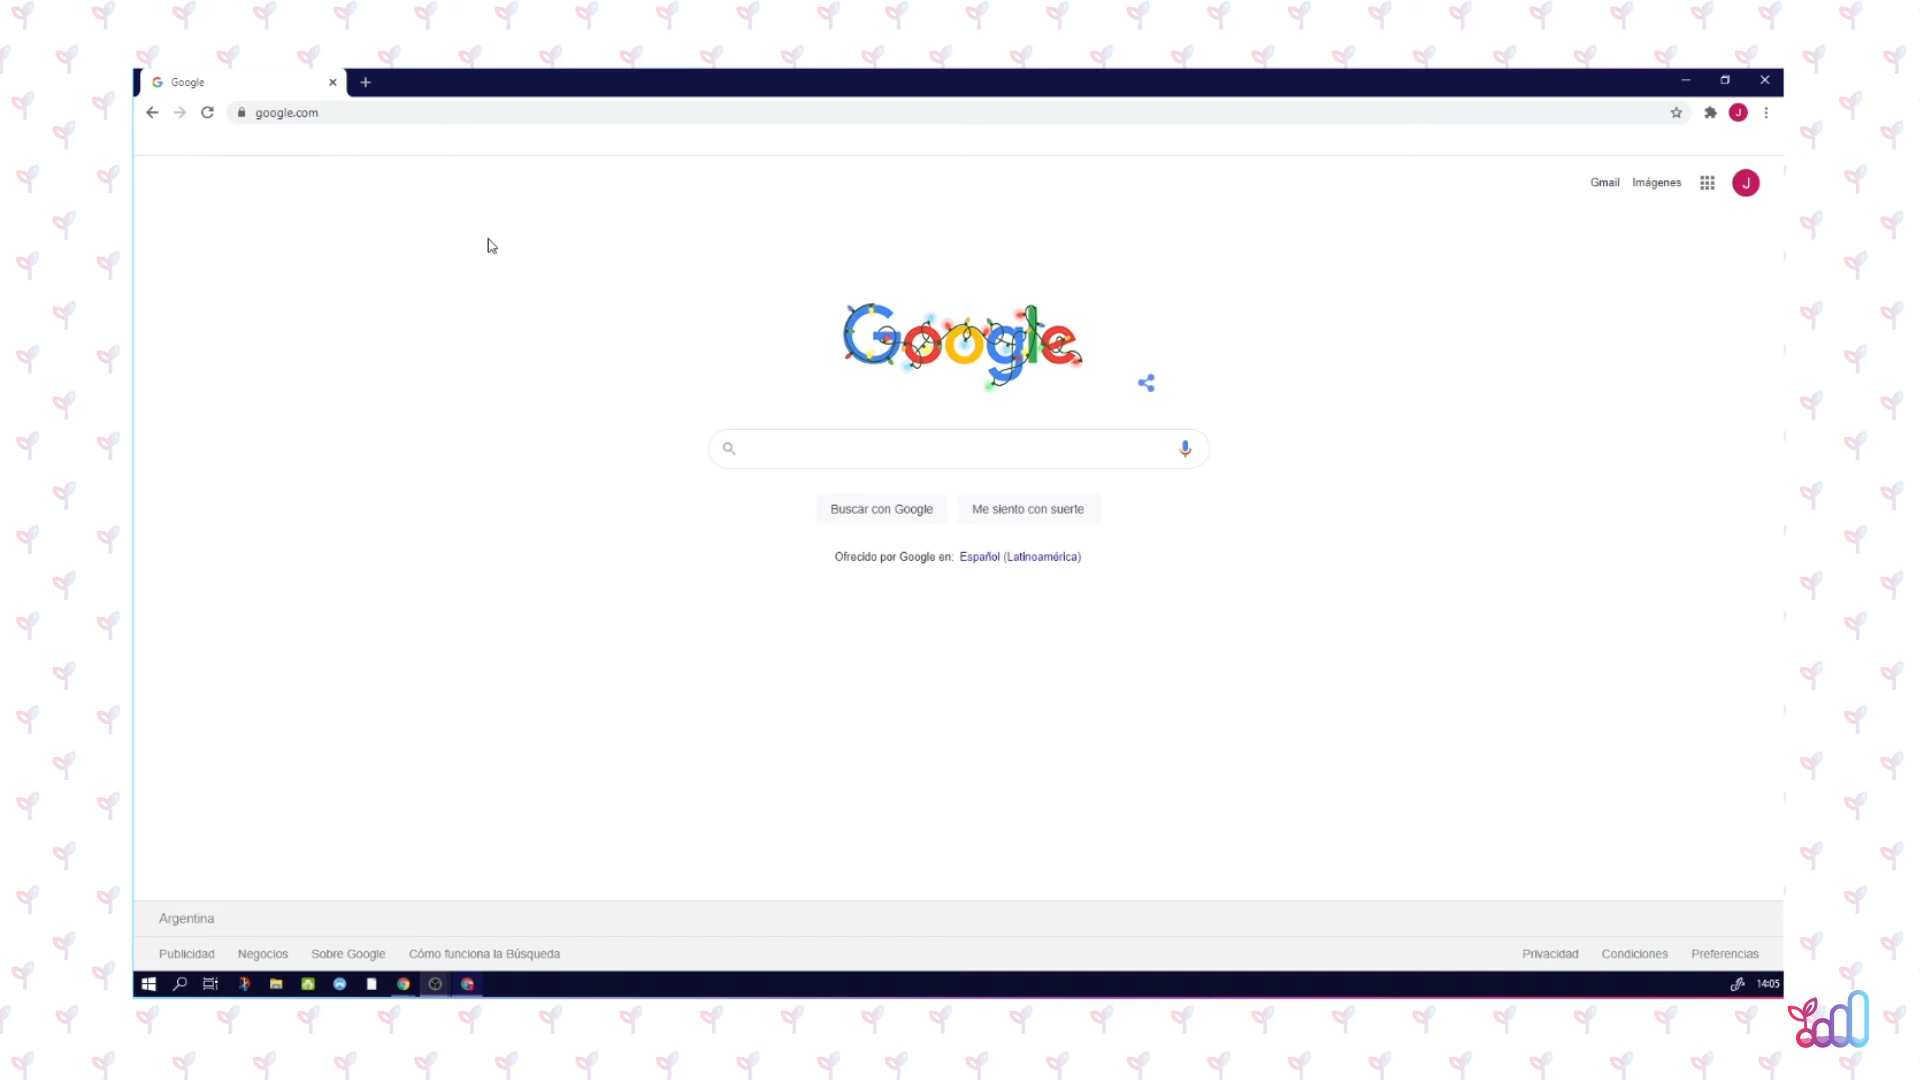 Google
google.com
J
Gmail Imágenes J
Google
Buscar con Google Me siento con suerte
Ofrecido por Google en: Español (Latinoamérica)
Argentina
Publicidad Negocios Sobre Google Cómo funciona la Búsqueda Privacidad Condiciones Preferencias
14:05